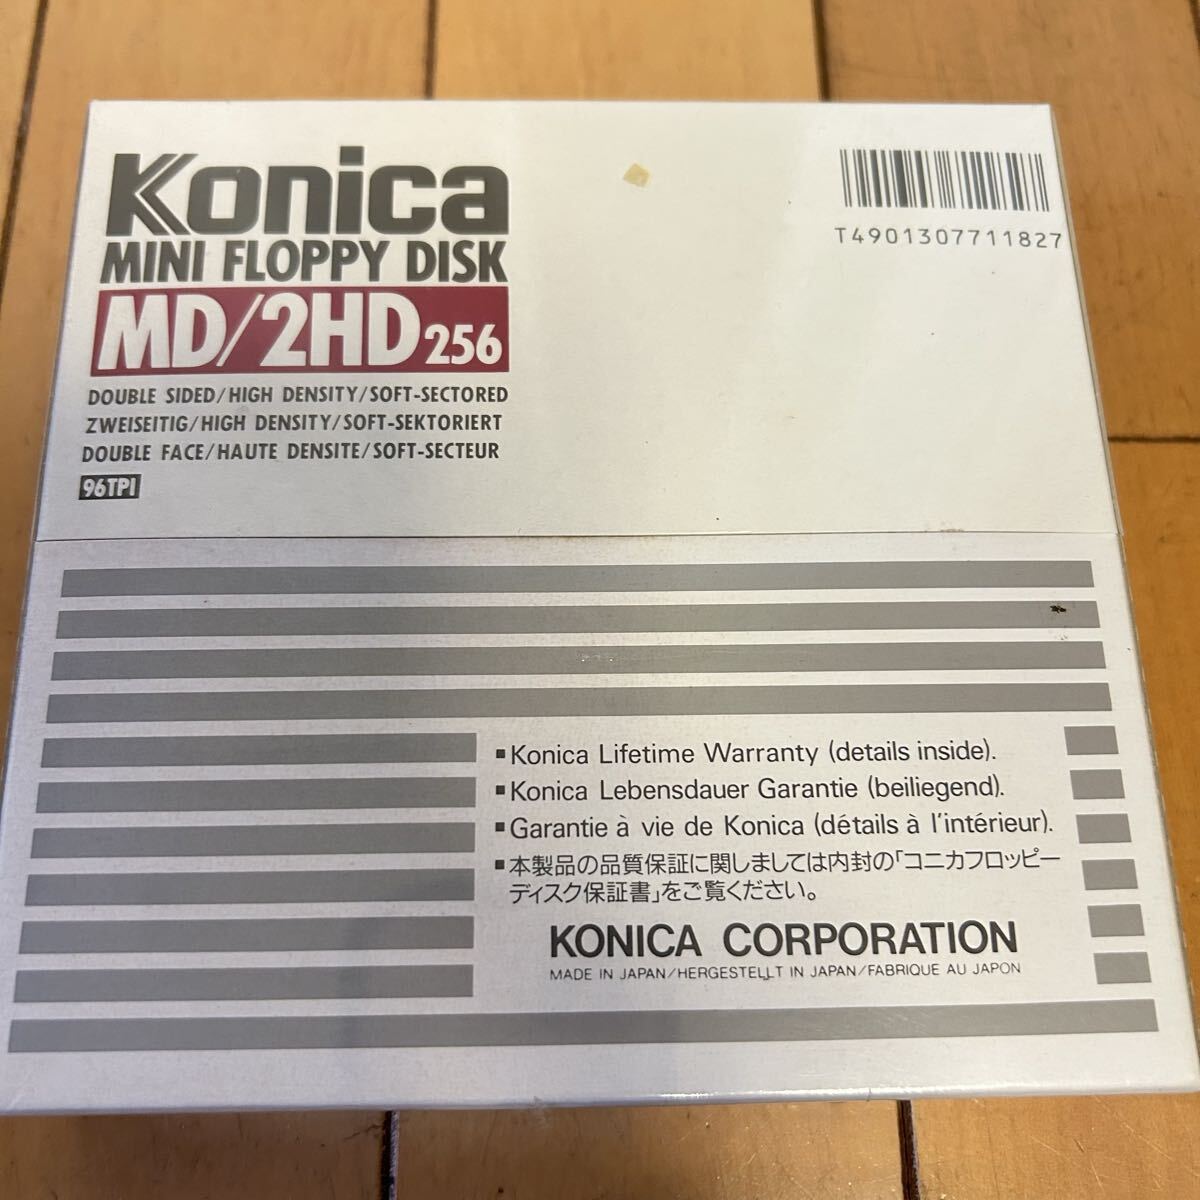 Konica
MINI FLOPPY DISK
MD/2HD 256
DOUBLE SIDED/HIGH DENSITY/SOFT-SECTORED
ZWEISEITIG/HIGH DENSITY/SOFT-SEKTORIERT
DOUBLE FACE/HAUTE DENSITE/SOFT-SECTEUR
96TPI
T4901307711827
▪Konica Lifetime Warranty (details inside).
▪Konica Lebensdauer Garantie (beiliegend).
▪Garantie à vie de Konica (détails à l'intérieur).
▪本製品の品質保証に関しましては内封の「コニカフロッピー
ディスク保証書」をご覧ください。
KONICA CORPORATION
MADE IN JAPAN/HERGESTELLT IN JAPAN/FABRIQUE AU JAPON